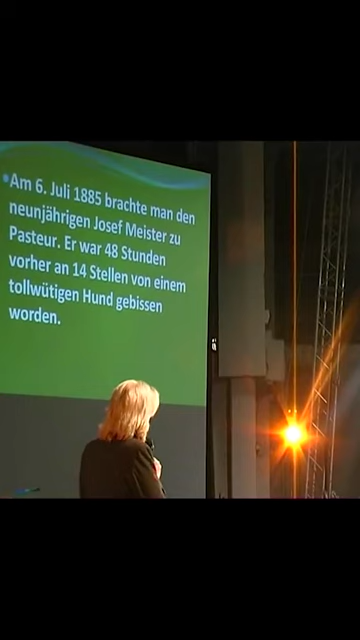 •Am 6. Juli 1885 brachte man den
neunjährigen Josef Meister zu
Pasteur. Er war 48 Stunden
vorher an 14 Stellen von einem
tollwütigen Hund gebissen
worden.